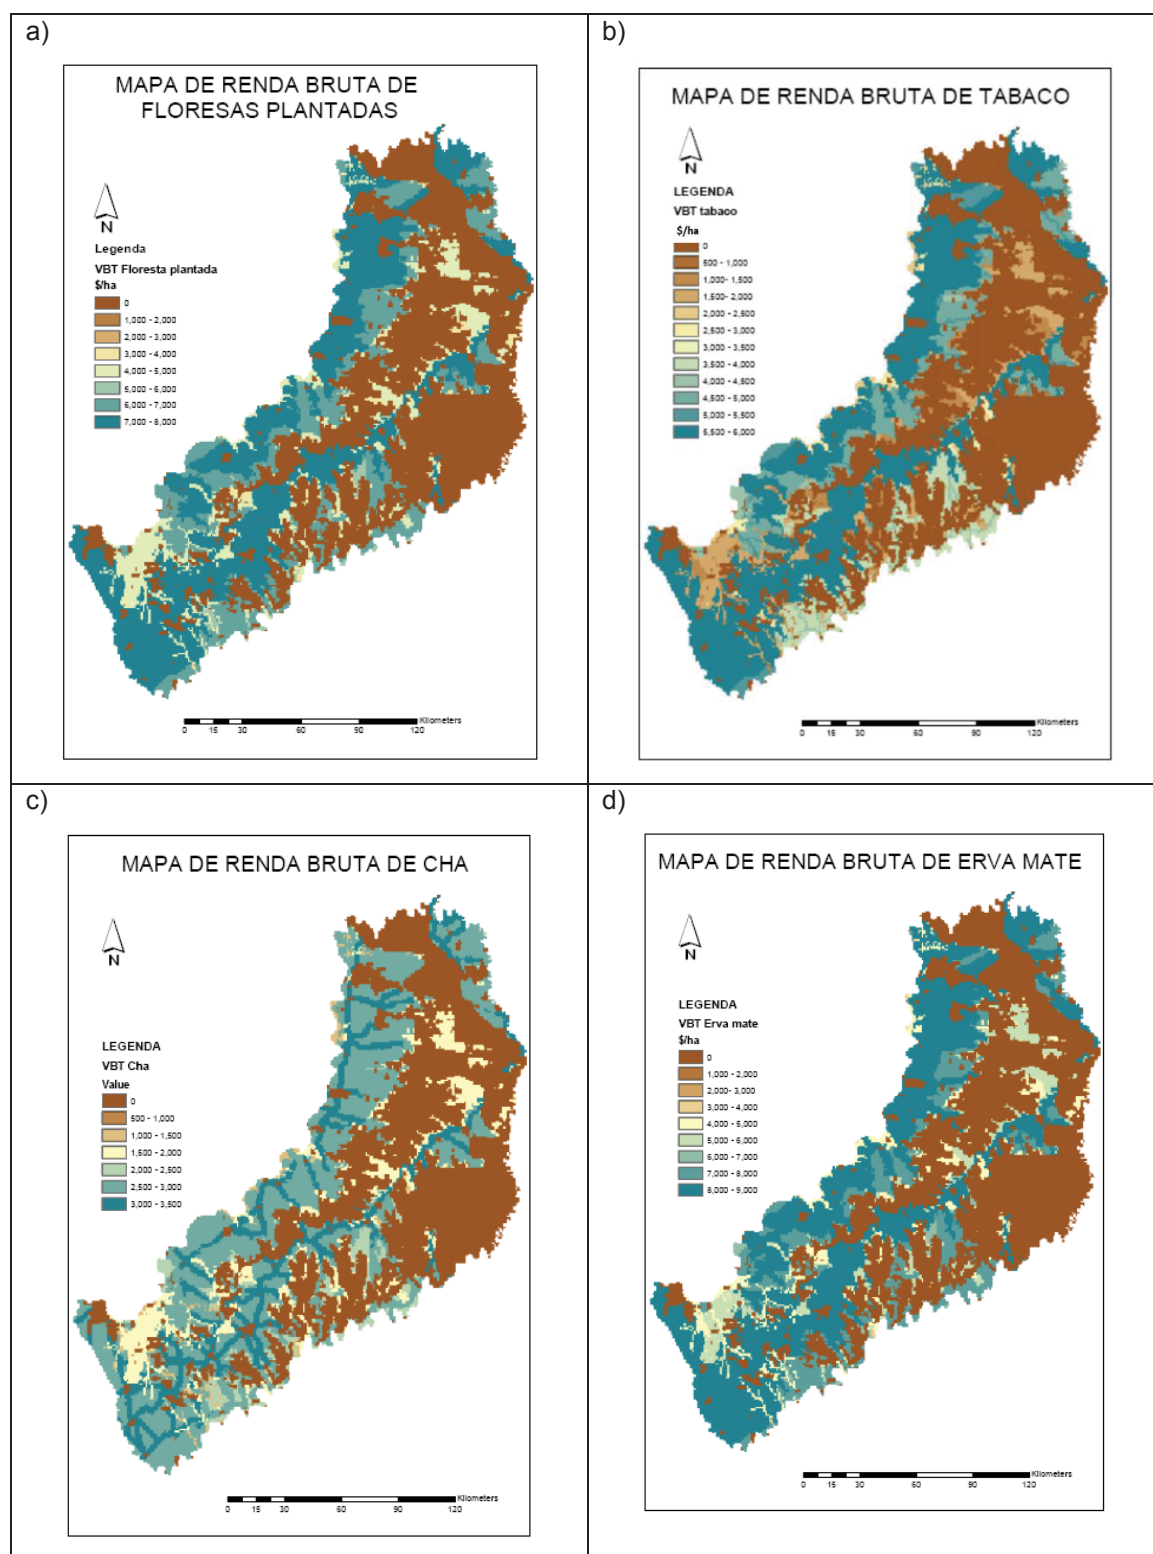 a)
MAPA DE RENDA BRUTA DE
FLORESAS PLANTADAS
N
Legenda
VBT Floresta plantada
$/ha
0
1,000 - 2,000
2,000 - 3,000
3,000 - 4,000
4,000 - 5,000
5,000 - 6,000
6,000 - 7,000
7,000 - 8,000
Kilometers
0 15 30 60 90 120
b)
MAPA DE RENDA BRUTA DE TABACO
N
LEGENDA
VBT tabaco
$/ha
0
500 - 1,000
1,000- 1,500
1,500- 2,000
2,000 - 2,500
2,500 - 3,000
3,000 - 3,500
3,500 - 4,000
4,000 - 4,500
4,500 - 5,000
5,000 - 5,500
5,500 - 6,000
Kilometers
0 15 30 60 90 120
c)
MAPA DE RENDA BRUTA DE CHA
N
LEGENDA
VBT Cha
Value
0
500 - 1,000
1,000 - 1,500
1,500 - 2,000
2,000 - 2,500
2,500 - 3,000
3,000 - 3,500
Kilometers
0 15 30 60 90 120
d)
MAPA DE RENDA BRUTA DE ERVA MATE
N
LEGENDA
VBT Erva mate
$/ha
0
1,000 - 2,000
2,000- 3,000
3,000 - 4,000
4,000 - 5,000
5,000 - 6,000
6,000 - 7,000
7,000 - 8,000
8,000 - 9,000
Kilometers
0 15 30 60 90 120